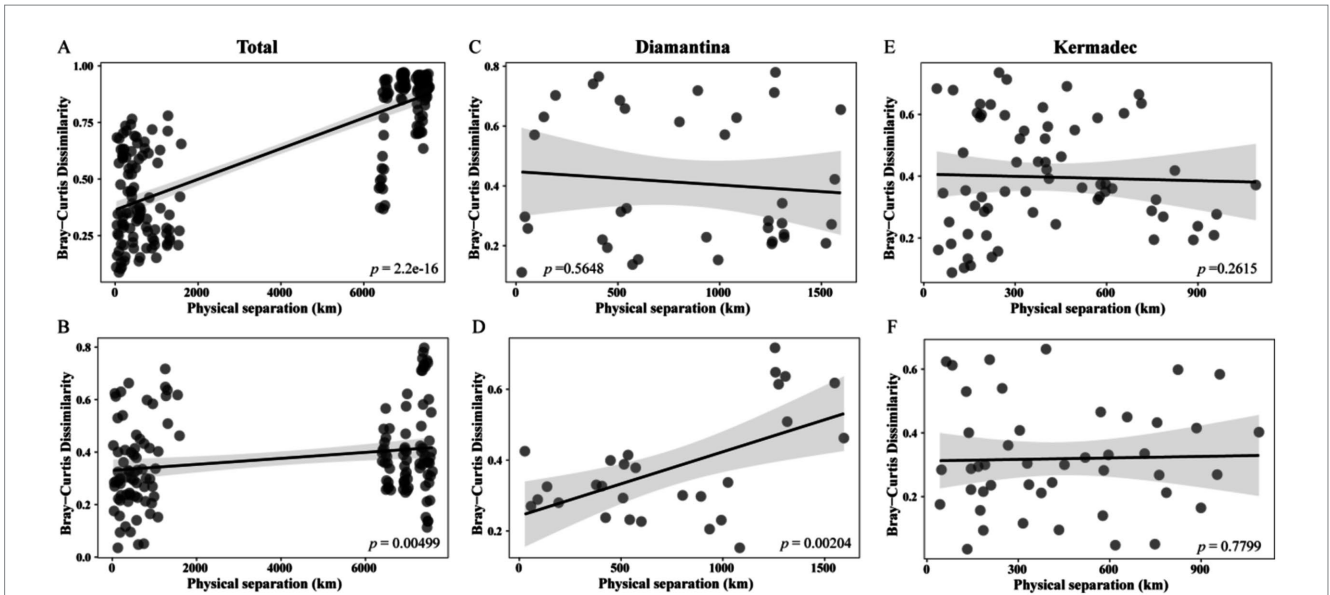 A Total
Bray–Curtis Dissimilarity
1.00
0.75
0.50
0.25
0 2000 4000 6000
p = 2.2e-16
Physical separation (km)
C Diamantina
Bray–Curtis Dissimilarity
0.8
0.6
0.4
0.2
0 500 1000 1500
p =0.5648
Physical separation (km)
E Kermadec
Bray–Curtis Dissimilarity
0.6
0.4
0.2
0 300 600 900
p =0.2615
Physical separation (km)
B
Bray–Curtis Dissimilarity
0.8
0.6
0.4
0.2
0.0
0 2000 4000 6000
p = 0.00499
Physical separation (km)
D
Bray–Curtis Dissimilarity
0.6
0.4
0.2
0 500 1000 1500
p = 0.00204
Physical separation (km)
F
Bray–Curtis Dissimilarity
0.6
0.4
0.2
0 300 600 900
p = 0.7799
Physical separation (km)